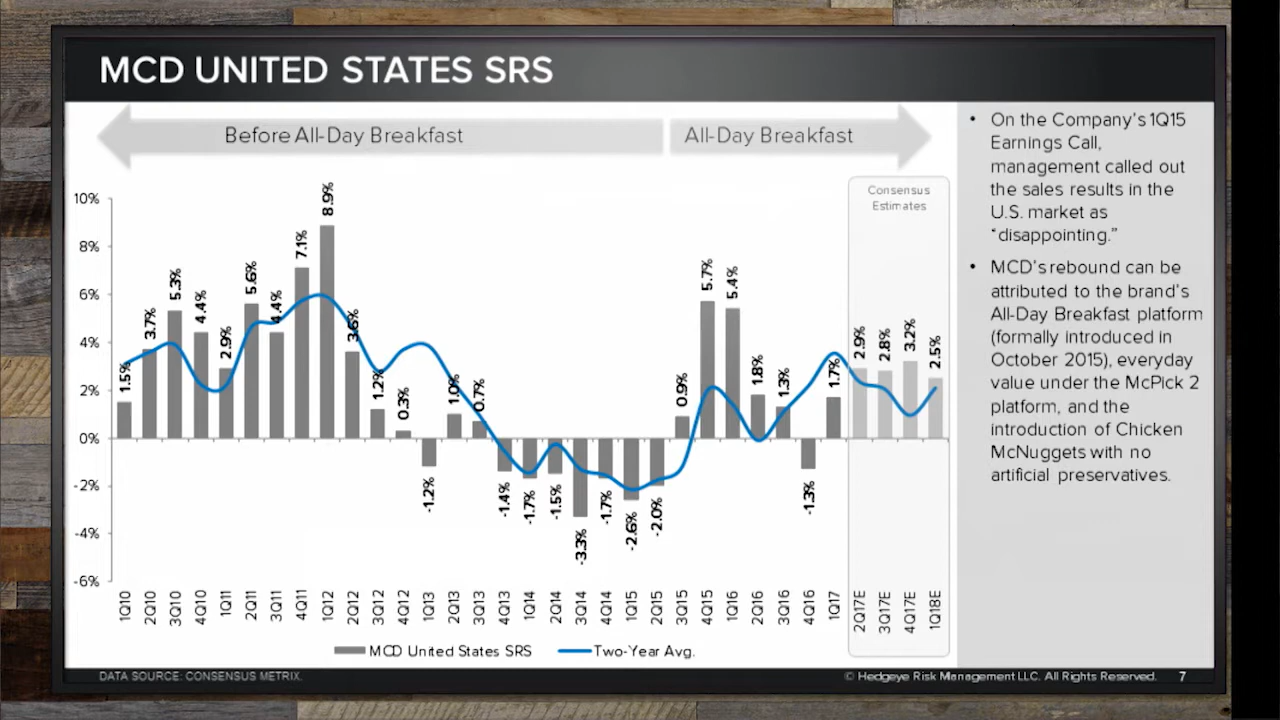 MCD UNITED STATES SRS
Before All-Day Breakfast
All-Day Breakfast
Consensus
Estimates
10%
8%
6%
4%
2%
0%
-2%
-4%
-6%
1.5%
3.7%
5.3%
4.4%
2.9%
5.6%
4.4%
7.1%
8.9%
3.6%
1.2%
0.3%
-1.2%
1.0%
0.7%
-1.4%
-1.7%
-1.5%
-3.3%
-1.7%
-2.6%
-2.0%
0.9%
5.7%
5.4%
1.8%
1.3%
-1.3%
1.7%
2.9%
2.8%
3.2%
2.5%
1Q10
2Q10
3Q10
4Q10
1Q11
2Q11
3Q11
4Q11
1Q12
2Q12
3Q12
4Q12
1Q13
2Q13
3Q13
4Q13
1Q14
2Q14
3Q14
4Q14
1Q15
2Q15
3Q15
4Q15
1Q16
2Q16
3Q16
4Q16
1Q17
2Q17E
3Q17E
4Q17E
1Q18E
MCD United States SRS
Two-Year Avg.
• On the Company's 1Q15
Earnings Call,
management called out
the sales results in the
U.S. market as
"disappointing."
• MCD's rebound can be
attributed to the brand's
All-Day Breakfast platform
(formally introduced in
October 2015), everyday
value under the McPick 2
platform, and the
introduction of Chicken
McNuggets with no
artificial preservatives.
DATA SOURCE: CONSENSUS METRIX.
© Hedgeye Risk Management LLC. All Rights Reserved. 7